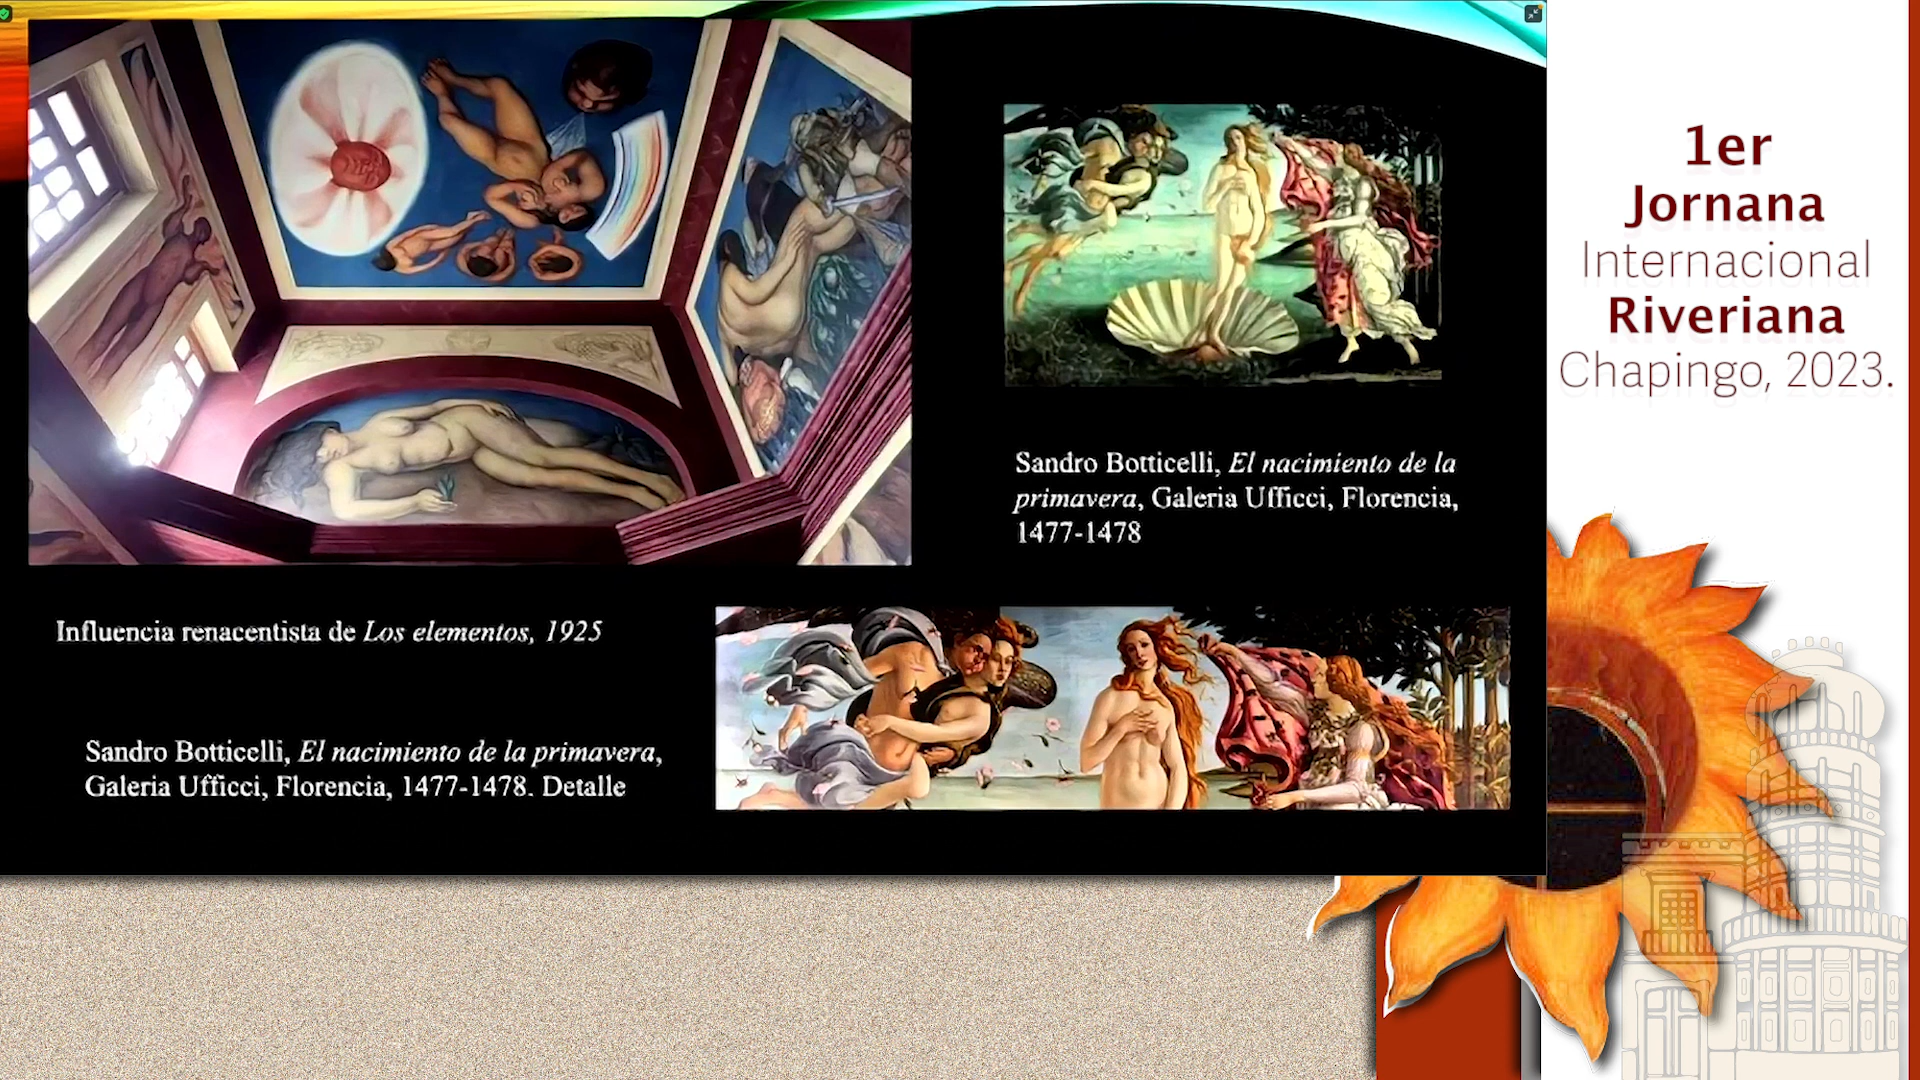 1er
Jornana
Internacional
Riveriana
Chapingo, 2023.
Sandro Botticelli, El nacimiento de la
primavera, Galeria Ufficci, Florencia,
1477-1478
Influencia renacentista de Los elementos, 1925
Sandro Botticelli, El nacimiento de la primavera,
Galeria Ufficci, Florencia, 1477-1478. Detalle